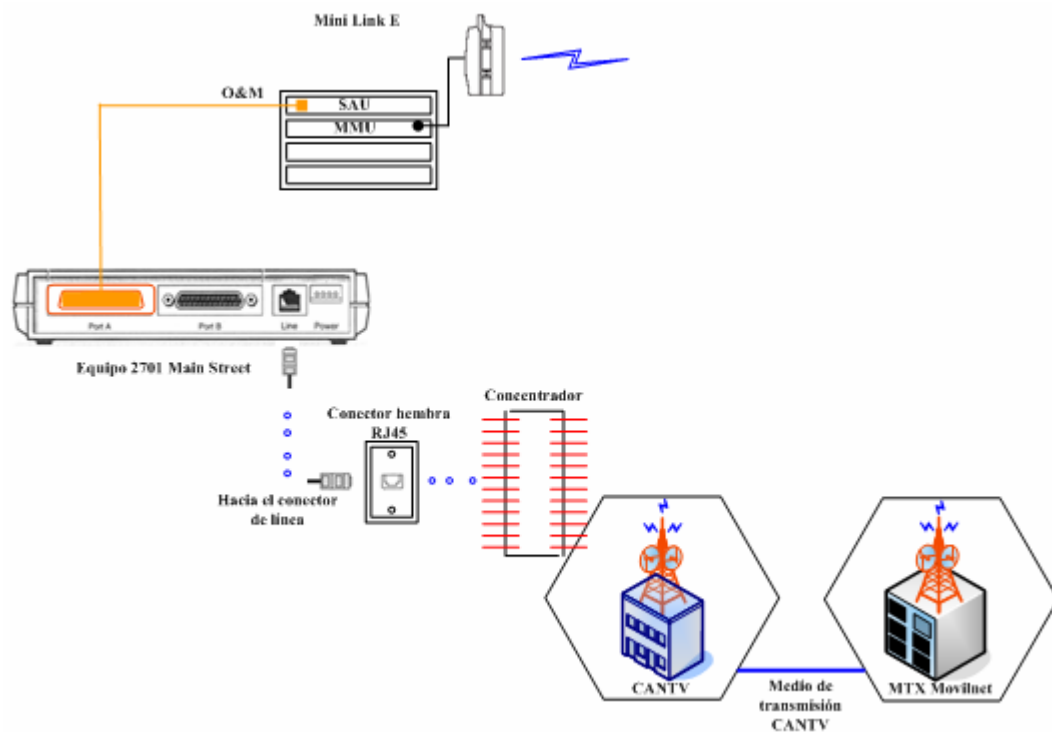 Mini Link E
O&M
SAU
MMU
Port A
Port B
Line
Power
Equipo 2701 Main Street
Concentrador
Conector hembra
RJ45
Hacia el conector
de línea
CANTV
Medio de
transmisión
CANTV
MTX Movilnet